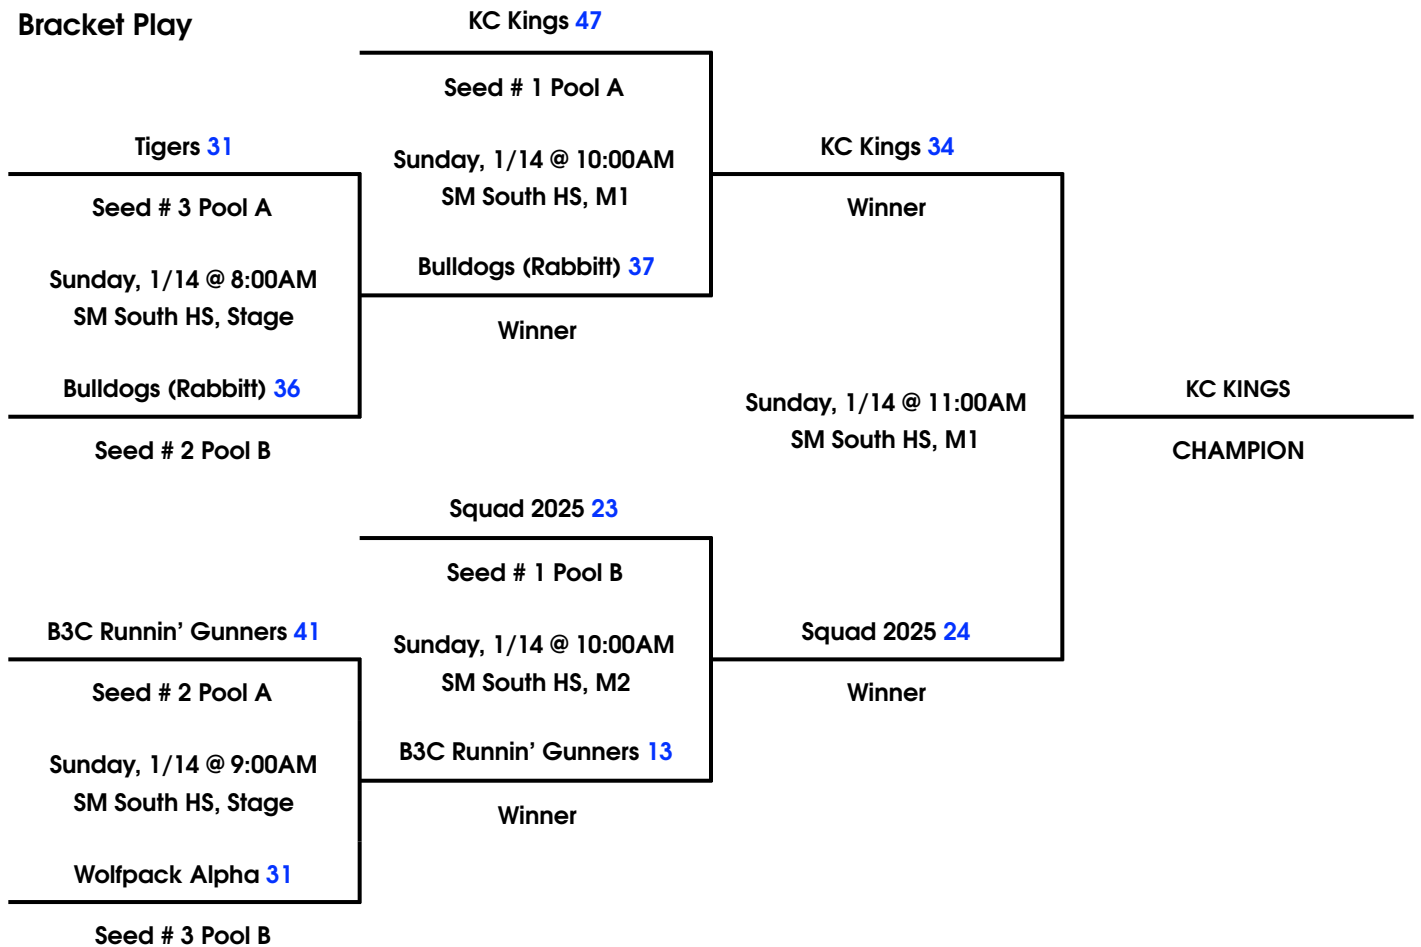 Bracket Play
KC Kings 47
Seed # 1 Pool A
Tigers 31
Sunday, 1/14 @ 10:00AM
SM South HS, M1
KC Kings 34
Seed # 3 Pool A
Winner
Bulldogs (Rabbitt) 37
Sunday, 1/14 @ 8:00AM
SM South HS, Stage
Winner
Bulldogs (Rabbitt) 36
Sunday, 1/14 @ 11:00AM
SM South HS, M1
KC KINGS
Seed # 2 Pool B
CHAMPION
Squad 2025 23
Seed # 1 Pool B
B3C Runnin' Gunners 41
Sunday, 1/14 @ 10:00AM
SM South HS, M2
Squad 2025 24
Seed # 2 Pool A
Winner
B3C Runnin' Gunners 13
Sunday, 1/14 @ 9:00AM
SM South HS, Stage
Winner
Wolfpack Alpha 31
Seed # 3 Pool B